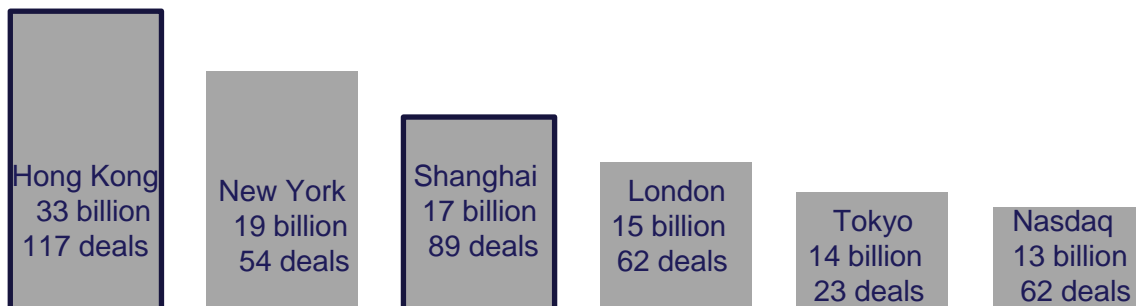 Hong Kong
33 billion
117 deals
New York
19 billion
54 deals
Shanghai
17 billion
89 deals
London
15 billion
62 deals
Tokyo
14 billion
23 deals
Nasdaq
13 billion
62 deals